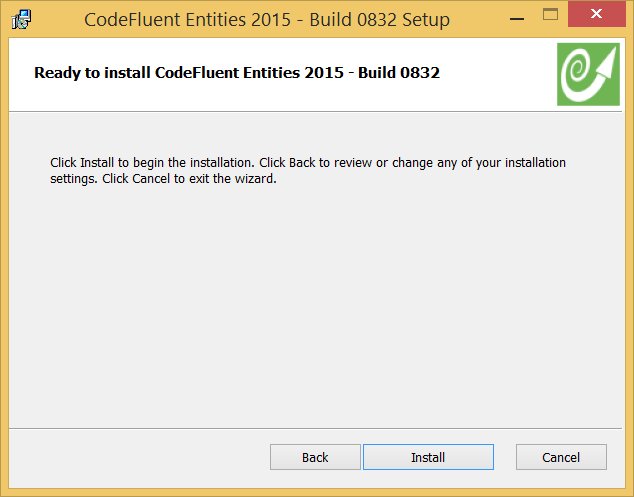 CodeFluent Entities 2015 - Build 0832 Setup
Ready to install CodeFluent Entities 2015 - Build 0832
Click Install to begin the installation. Click Back to review or change any of your installation
settings. Click Cancel to exit the wizard.
Back Install Cancel